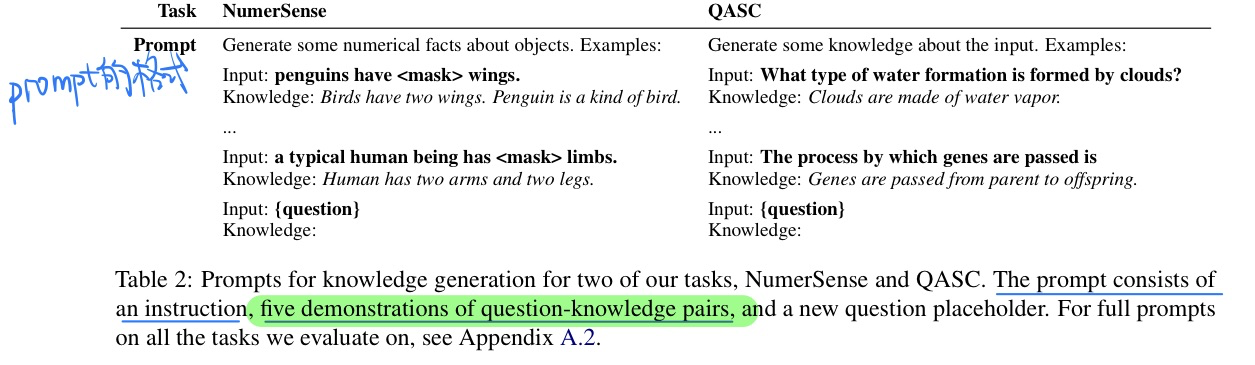 Task NumerSense QASC
Prompt Generate some numerical facts about objects. Examples: Generate some knowledge about the input. Examples:
prompt的格式
Input: penguins have <mask> wings. Input: What type of water formation is formed by clouds?
Knowledge: Birds have two wings. Penguin is a kind of bird. Knowledge: Clouds are made of water vapor.
... ...
Input: a typical human being has <mask> limbs. Input: The process by which genes are passed is
Knowledge: Human has two arms and two legs. Knowledge: Genes are passed from parent to offspring.
Input: {question} Input: {question}
Knowledge: Knowledge:
Table 2: Prompts for knowledge generation for two of our tasks, NumerSense and QASC. The prompt consists of
an instruction, five demonstrations of question-knowledge pairs, and a new question placeholder. For full prompts
on all the tasks we evaluate on, see Appendix A.2.